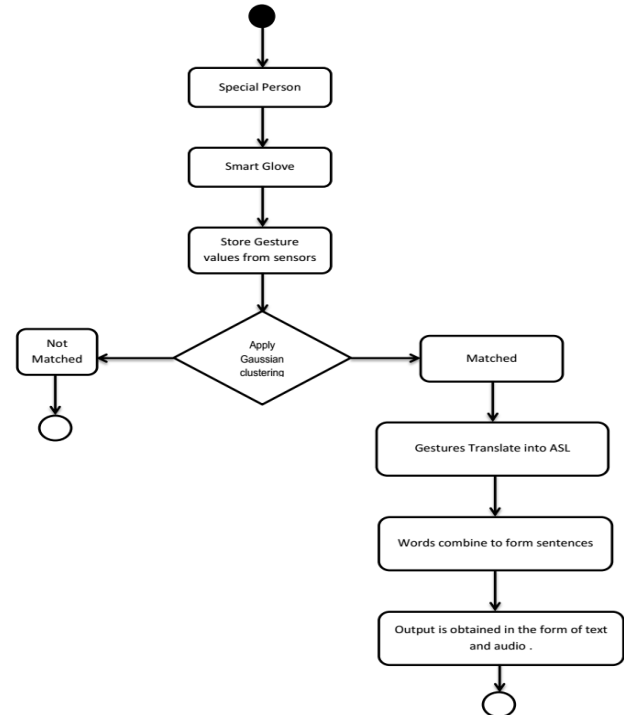 Special Person
Smart Glove
Store Gesture
values from sensors
Apply
Gaussian
clustering
Not
Matched
Matched
Gestures Translate into ASL
Words combine to form sentences
Output is obtained in the form of text
and audio .